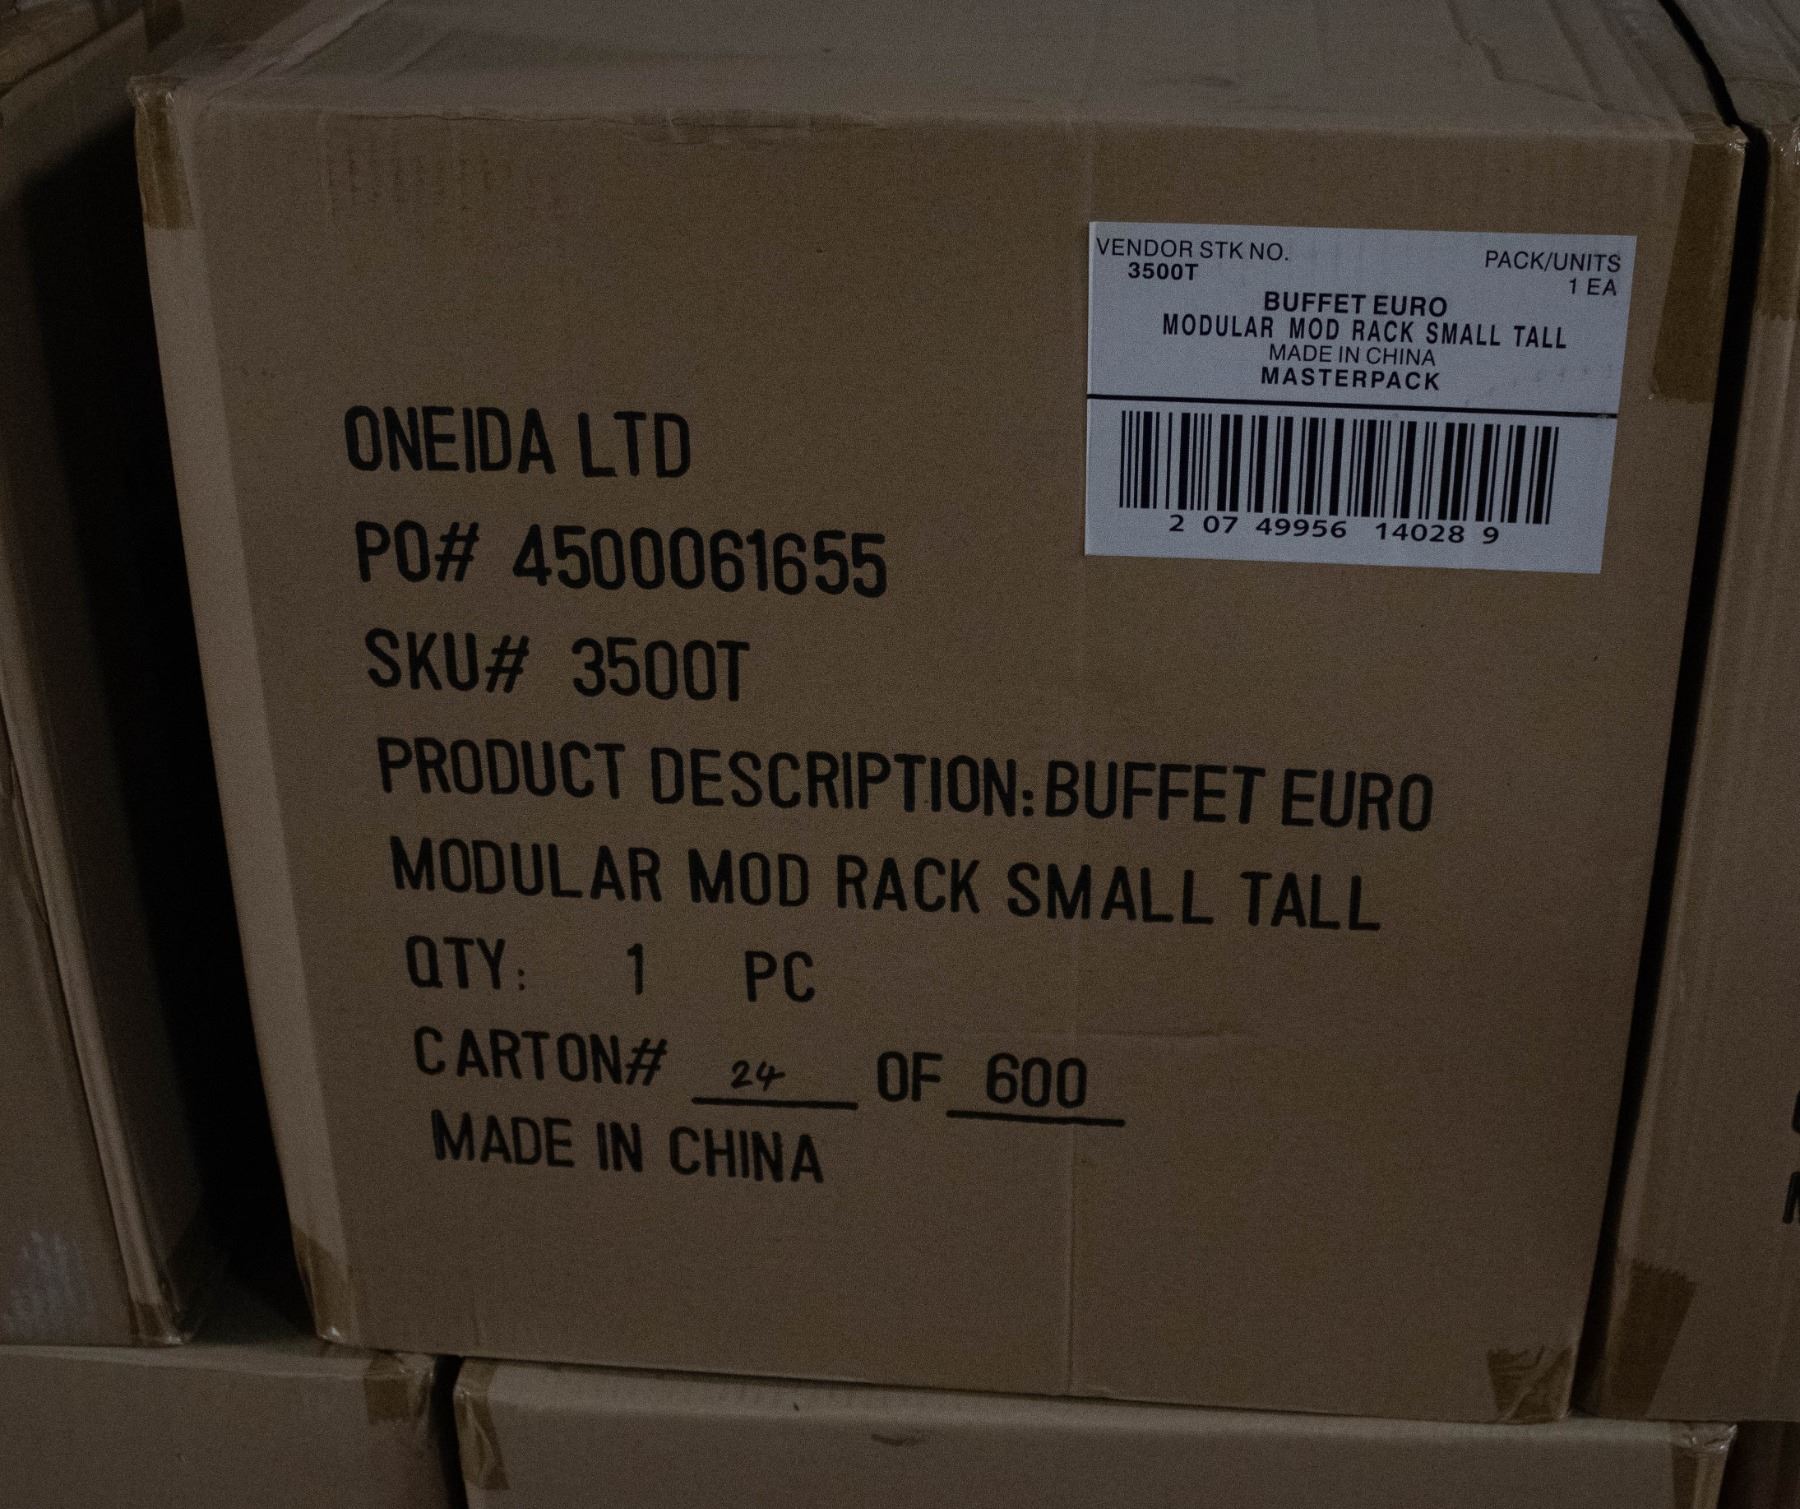 VENDOR STK NO. PACK/UNITS
3500T 1 EA
BUFFET EURO
MODULAR MOD RACK SMALL TALL
MADE IN CHINA
MASTERPACK
2 07 49956 14028 9
ONEIDA LTD
PO# 4500061655
SKU# 3500T
PRODUCT DESCRIPTION:BUFFET EURO
MODULAR MOD RACK SMALL TALL
QTY: 1 PC
CARTON# 24 OF 600
MADE IN CHINA